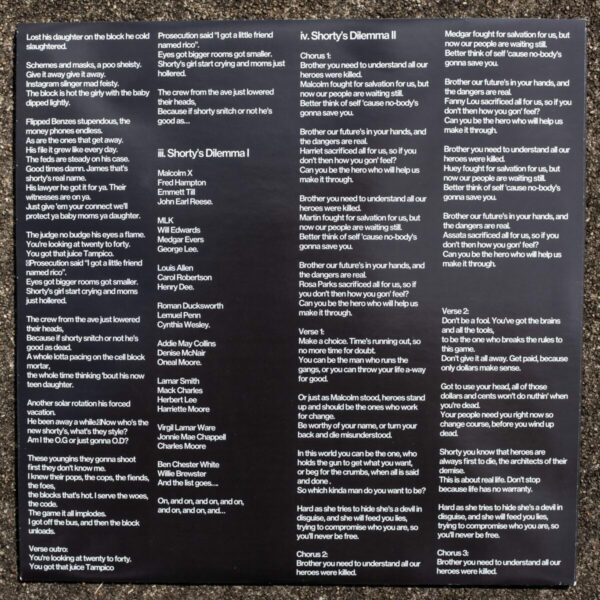 Lost his daughter on the block he cold
slaughtered.
Schemes and masks, a poo sheisty.
Give it away give it away.
Instagram slinger mad feisty.
The block is hot the girly with the baby
dipped lightly.
Flipped Benzes stupendous, the
money phones endless.
As are the ones that get away.
His file it grew like every day.
The feds are steady on his case.
Good times damn. James that's
shorty's real name.
His lawyer he got it for ya. Their
witnesses are on ya.
Just give 'em your connect we'll
protect ya baby moms ya daughter.
The judge no budge his eyes a flame.
You're looking at twenty to forty.
You got that juice Tampico.
Prosecution said "I got a little friend
named rico".
Eyes got bigger rooms got smaller.
Shorty's girl start crying and moms
just hollered.
The crew from the ave just lowered
their heads,
Because if shorty snitch or not he's
good as dead.
A whole lotta pacing on the cell block
mortar,
the whole time thinking 'bout his now
teen daughter.
Another solar rotation his forced
vacation.
He been away a while. Now who's the
new shorty's, what's they style?
Am I the O.G or just gonna O.D?
These youngins they gonna shoot
first they don't know me.
I knew their pops, the cops, the fiends,
the foes,
the blocks that's hot. I serve the woes,
the code.
The game it all implodes.
I got off the bus, and then the block
unloads.
Verse outro:
You're looking at twenty to forty.
You got that juice Tampico
Prosecution said "I got a little friend
named rico".
Eyes got bigger rooms got smaller.
Shorty's girl start crying and moms just
hollered.
The crew from the ave just lowered
their heads,
Because if shorty snitch or not he's
good as...
iii. Shorty's Dilemma I
Malcolm X
Fred Hampton
Emmett Till
John Earl Reese.
MLK
Will Edwards
Medgar Evers
George Lee.
Louis Allen
Carol Robertson
Henry Dee.
Roman Ducksworth
Lemuel Penn
Cynthia Wesley.
Addie May Collins
Denise McNair
Oneal Moore.
Lamar Smith
Mack Charles
Herbert Lee
Harriette Moore
Virgil Lamar Ware
Jonnie Mae Chappell
Charles Moore
Ben Chester White
Willie Brewster
And the list goes....
On, and on, and on, and on,
and on, and on, and...
iv. Shorty's Dilemma II
Chorus 1:
Brother you need to understand all our
heroes were killed.
Malcolm fought for salvation for us, but
now our people are waiting still.
Better think of self 'cause no-body's
gonna save you.
Brother our future's in your hands, and
the dangers are real.
Harriet sacrificed all for us, so if you
don't then how you gon' feel?
Can you be the hero who will help us
make it through.
Brother you need to understand all our
heroes were killed.
Martin fought for salvation for us, but
now our people are waiting still.
Better think of self 'cause no-body's
gonna save you.
Brother our future's in your hands, and
the dangers are real.
Rosa Parks sacrificed all for us, so if
you don't then how you gon' feel?
Can you be the hero who will help us
make it through.
Verse 1:
Make a choice. Time's running out, so
no more time for doubt.
You can be the man who runs the
gangs, or you can throw your life a-way
for good.
Or just as Malcolm stood, heroes stand
up and should be the ones who work
for change.
Be worthy of your name, or turn your
back and die misunderstood.
In this world you can be the one, who
holds the gun to get what you want,
or beg for the crumbs, when all is said
and done .
So which kinda man do you want to be?
Hard as she tries to hide she's a devil in
disguise, and she will feed you lies,
trying to compromise who you are, so
you'll never be free.
Chorus 2:
Brother you need to understand all our
heroes were killed.
Medgar fought for salvation for us, but
now our people are waiting still.
Better think of self 'cause no-body's
gonna save you.
Brother our future's in your hands, and
the dangers are real.
Fanny Lou sacrificed all for us, so if you
don't then how you gon' feel?
Can you be the hero who will help us
make it through.
Brother you need to understand all our
heroes were killed.
Huey fought for salvation for us, but
now our people are waiting still.
Better think of self 'cause no-body's
gonna save you.
Brother our future's in your hands, and
the dangers are real.
Assata sacrificed all for us, so if you
don't then how you gon' feel?
Can you be the hero who will help us
make it through.
Verse 2:
Don't be a fool. You've got the brains
and all the tools,
to be the one who breaks the rules to
this game.
Don't give it all away. Get paid, because
only dollars make sense.
Got to use your head, all of those
dollars and cents won't do nuthin' when
you're dead.
Your people need you right now so
change course, before you wind up
dead.
Shorty you know that heroes are
always first to die, the architects of their
demise.
This is about real life. Don't stop
because life has no warranty.
Hard as she tries to hide she's a devil in
disguise, and she will feed you lies,
trying to compromise who you are, so
you'll never be free.
Chorus 3:
Brother you need to understand all our
heroes were killed.